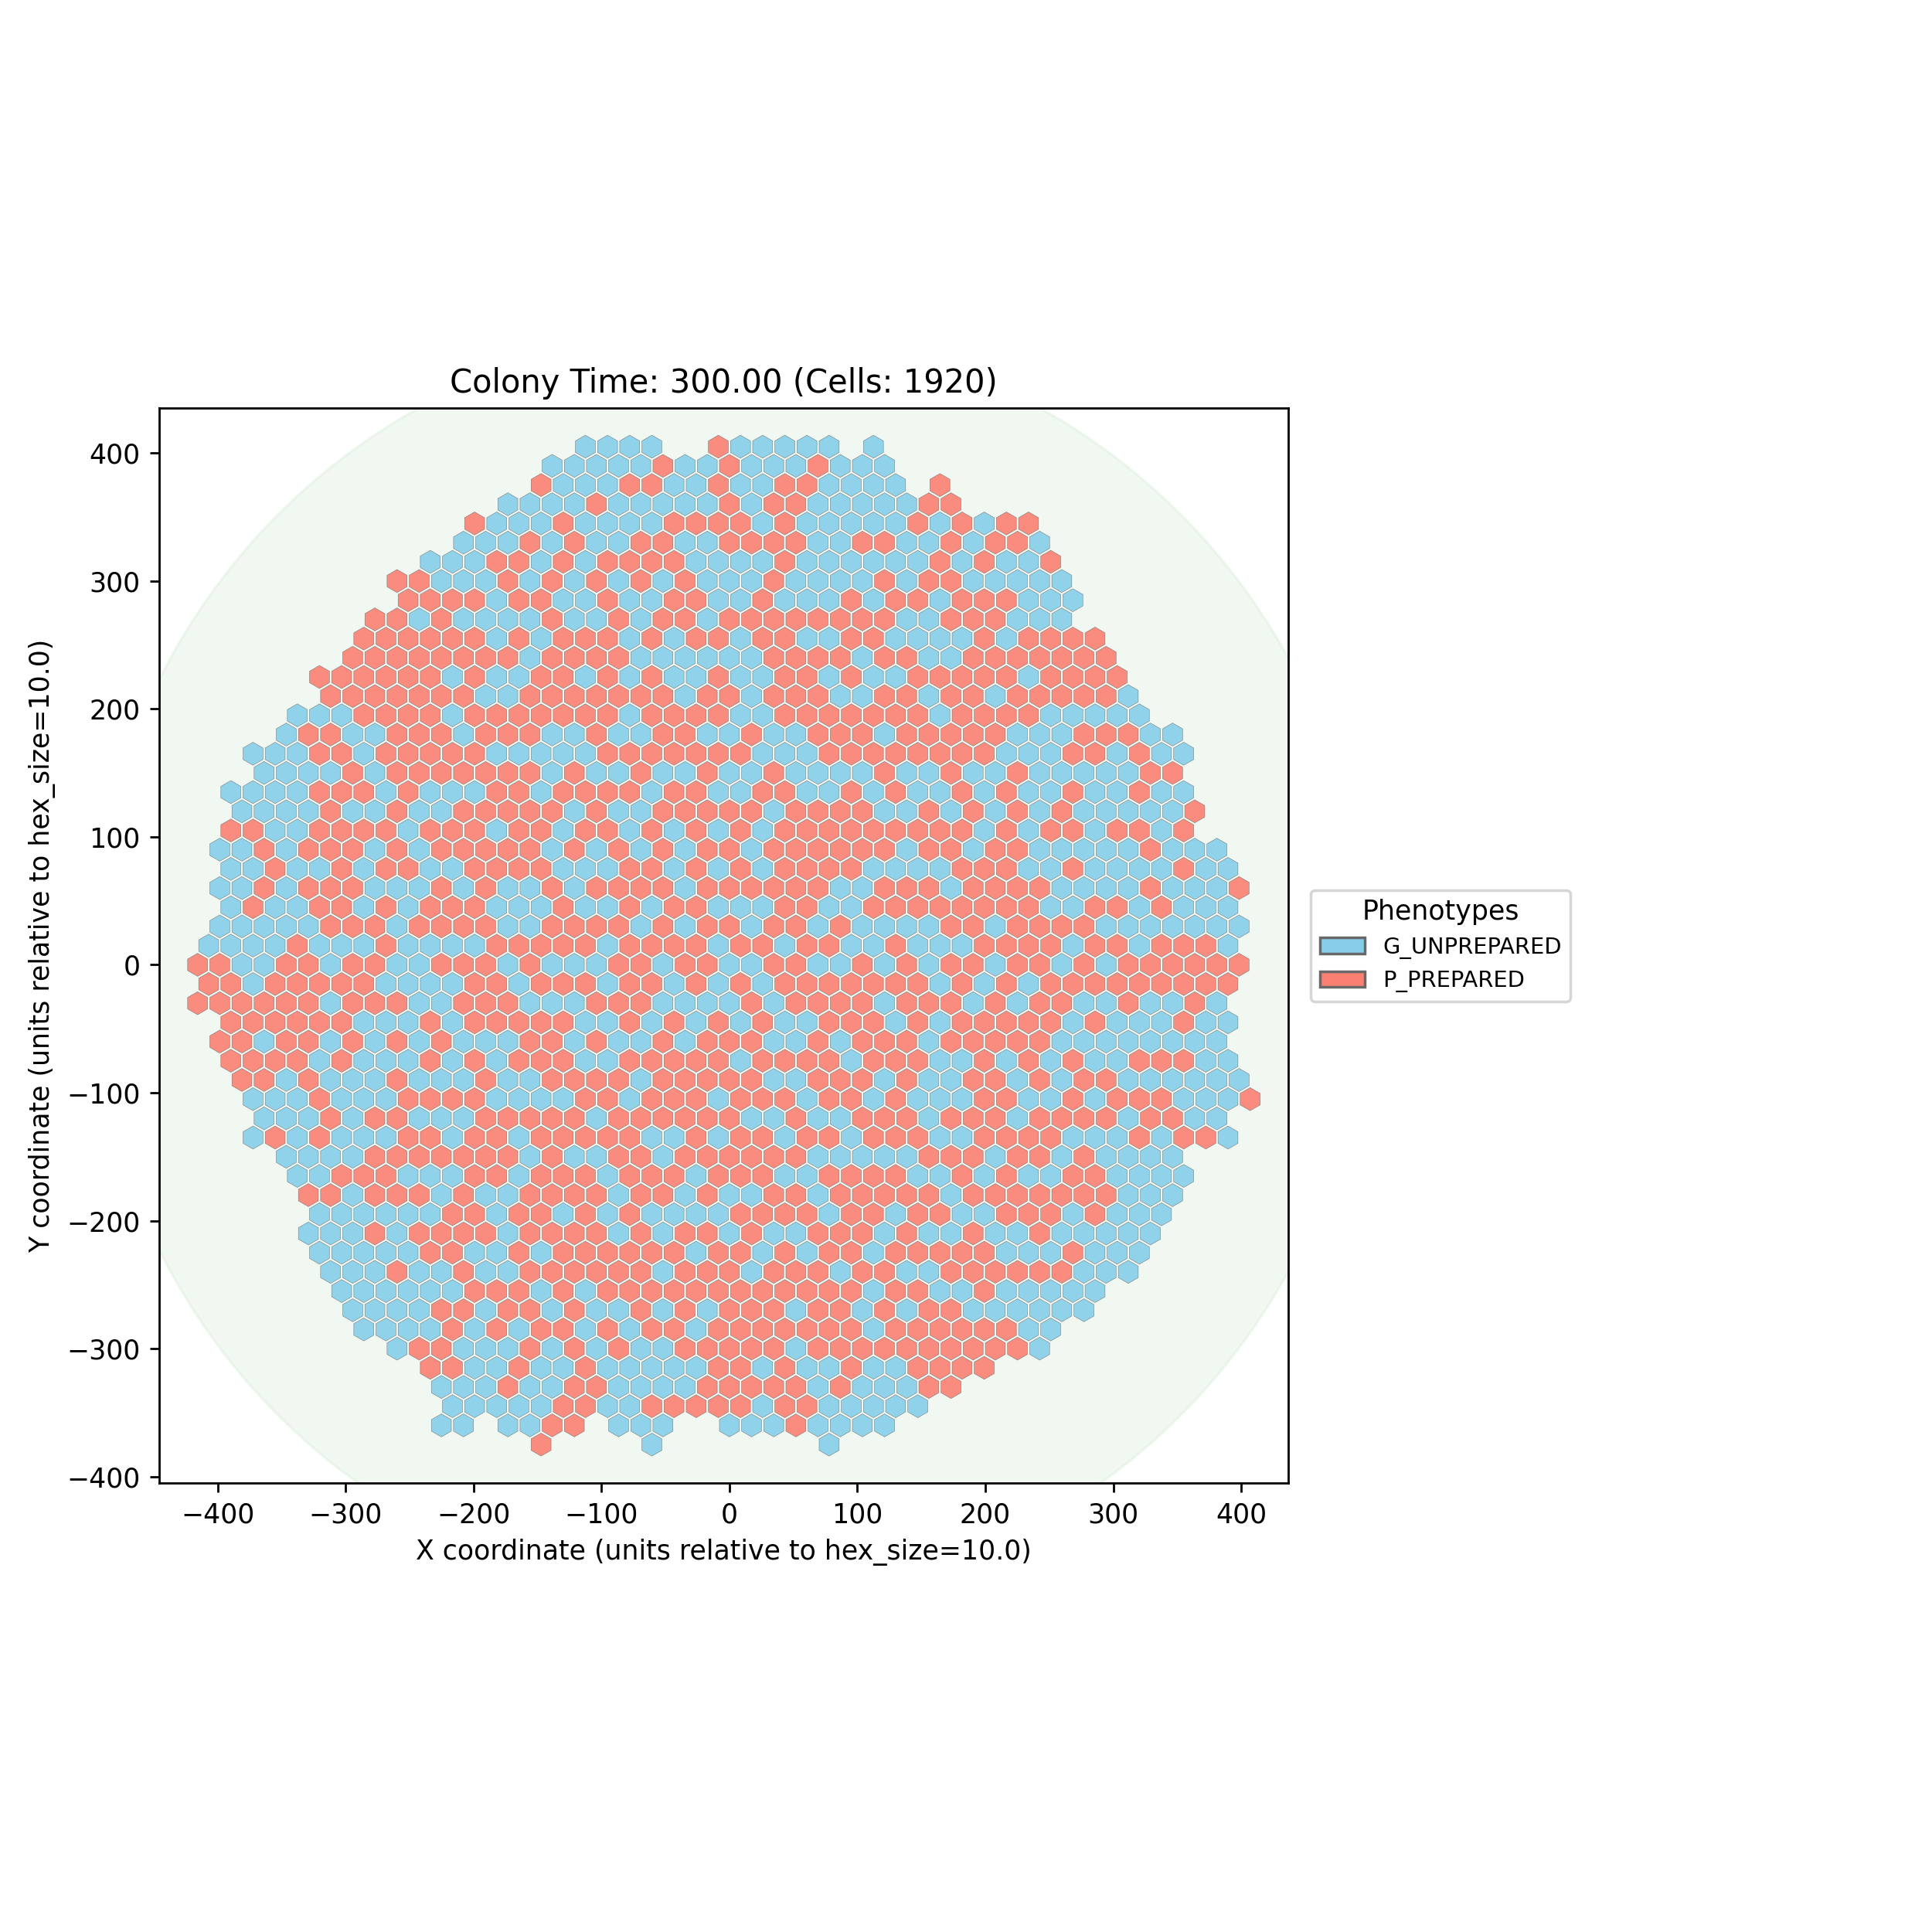 Colony Time: 300.00 (Cells: 1920)
400
300
200
100
0
−100
−200
−300
−400
Y coordinate (units relative to hex_size=10.0)
−400 −300 −200 −100 0 100 200 300 400
X coordinate (units relative to hex_size=10.0)
Phenotypes
G_UNPREPARED
P_PREPARED